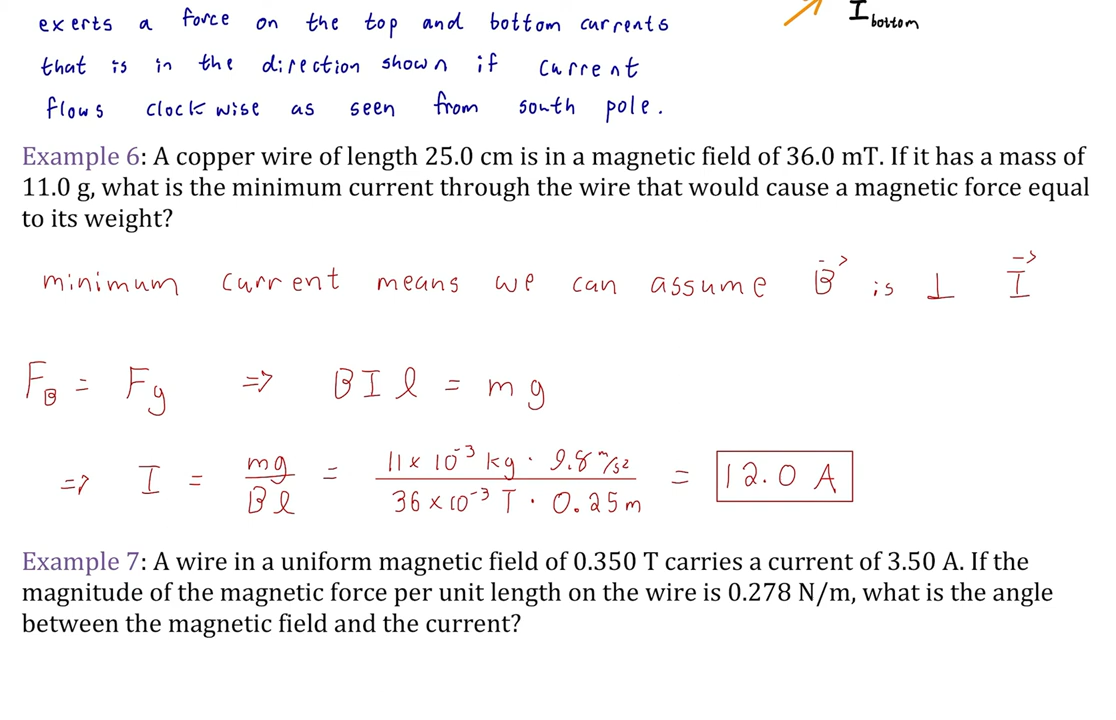 exerts a force on the top and bottom currents
I bottom
that is in the direction shown if current
flows clockwise as seen from south pole.
Example 6: A copper wire of length 25.0 cm is in a magnetic field of 36.0 mT. If it has a mass of
11.0 g, what is the minimum current through the wire that would cause a magnetic force equal
to its weight?
minimum current means we can assume B⃗ is ⊥ I⃗
F_B = F_g => B I l = m g
=> I = mg/Bl = (11 × 10⁻³ kg · 9.8 m/s²)/(36 × 10⁻³ T · 0.25 m) = 12.0 A
Example 7: A wire in a uniform magnetic field of 0.350 T carries a current of 3.50 A. If the
magnitude of the magnetic force per unit length on the wire is 0.278 N/m, what is the angle
between the magnetic field and the current?